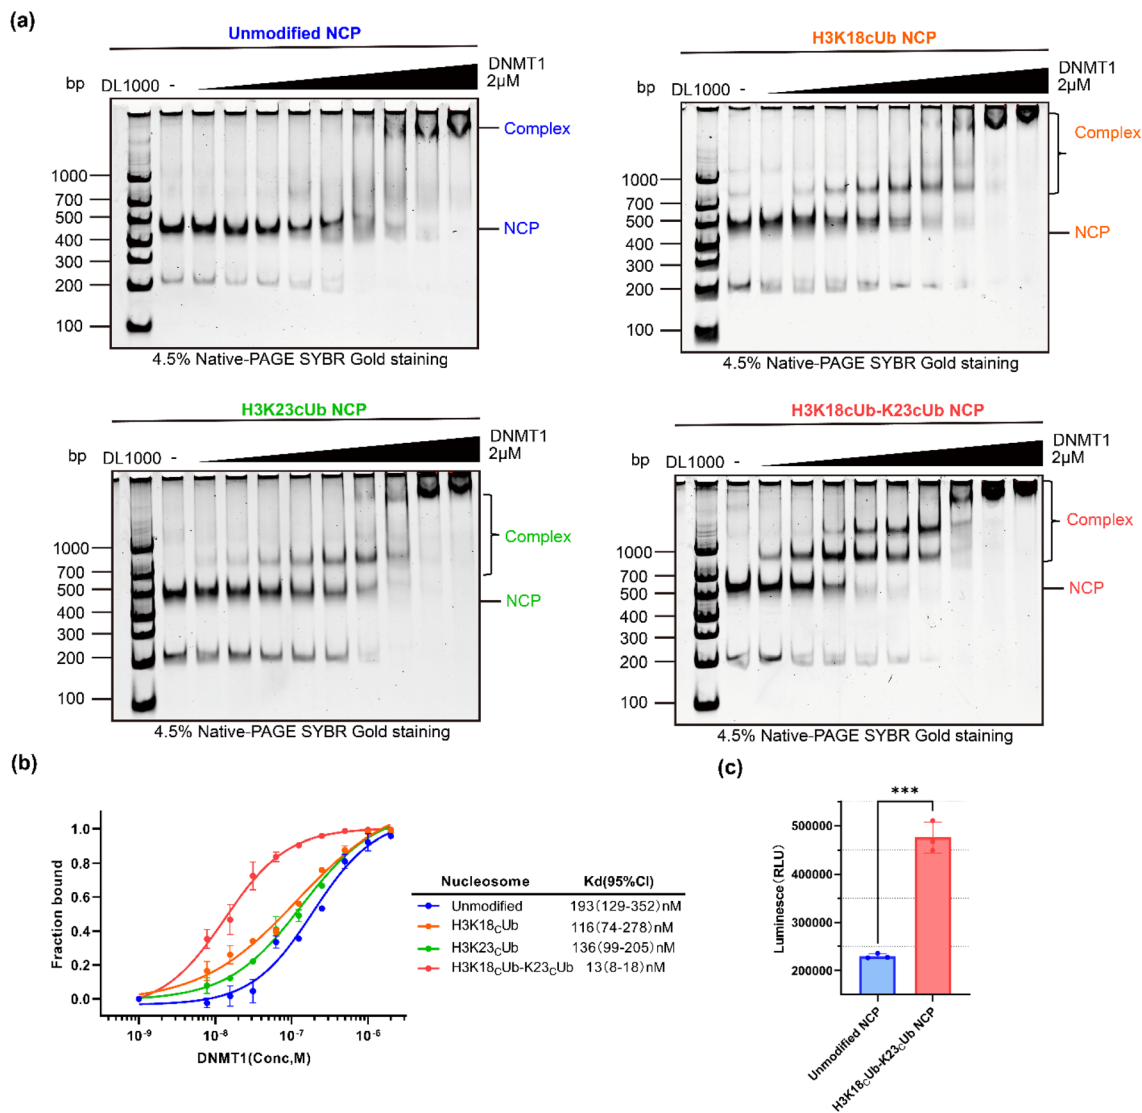 (a)
Unmodified NCP
bp DL1000 -
DNMT1
2μM
1000
700
500
400
300
200
100
Complex
NCP
4.5% Native-PAGE SYBR Gold staining
H3K18cUb NCP
bp DL1000 -
DNMT1
2μM
1000
700
500
400
300
200
100
Complex
NCP
4.5% Native-PAGE SYBR Gold staining
H3K23cUb NCP
bp DL1000 -
DNMT1
2μM
1000
700
500
400
300
200
100
Complex
NCP
4.5% Native-PAGE SYBR Gold staining
H3K18cUb-K23cUb NCP
bp DL1000 -
DNMT1
2μM
1000
700
500
400
300
200
100
Complex
NCP
4.5% Native-PAGE SYBR Gold staining
(b)
Fraction bound
1.0
0.8
0.6
0.4
0.2
0.0
10-9 10-8 10-7 10-6
DNMT1(Conc,M)
Nucleosome Kd(95%CI)
Unmodified 193(129-352)nM
H3K18cUb 116(74-278)nM
H3K23cUb 136(99-205)nM
H3K18cUb-K23cUb 13(8-18)nM
(c)
***
Luminesce(RLU)
500000
400000
300000
200000
Unmodified NCP
H3K18cUb-K23cUb NCP